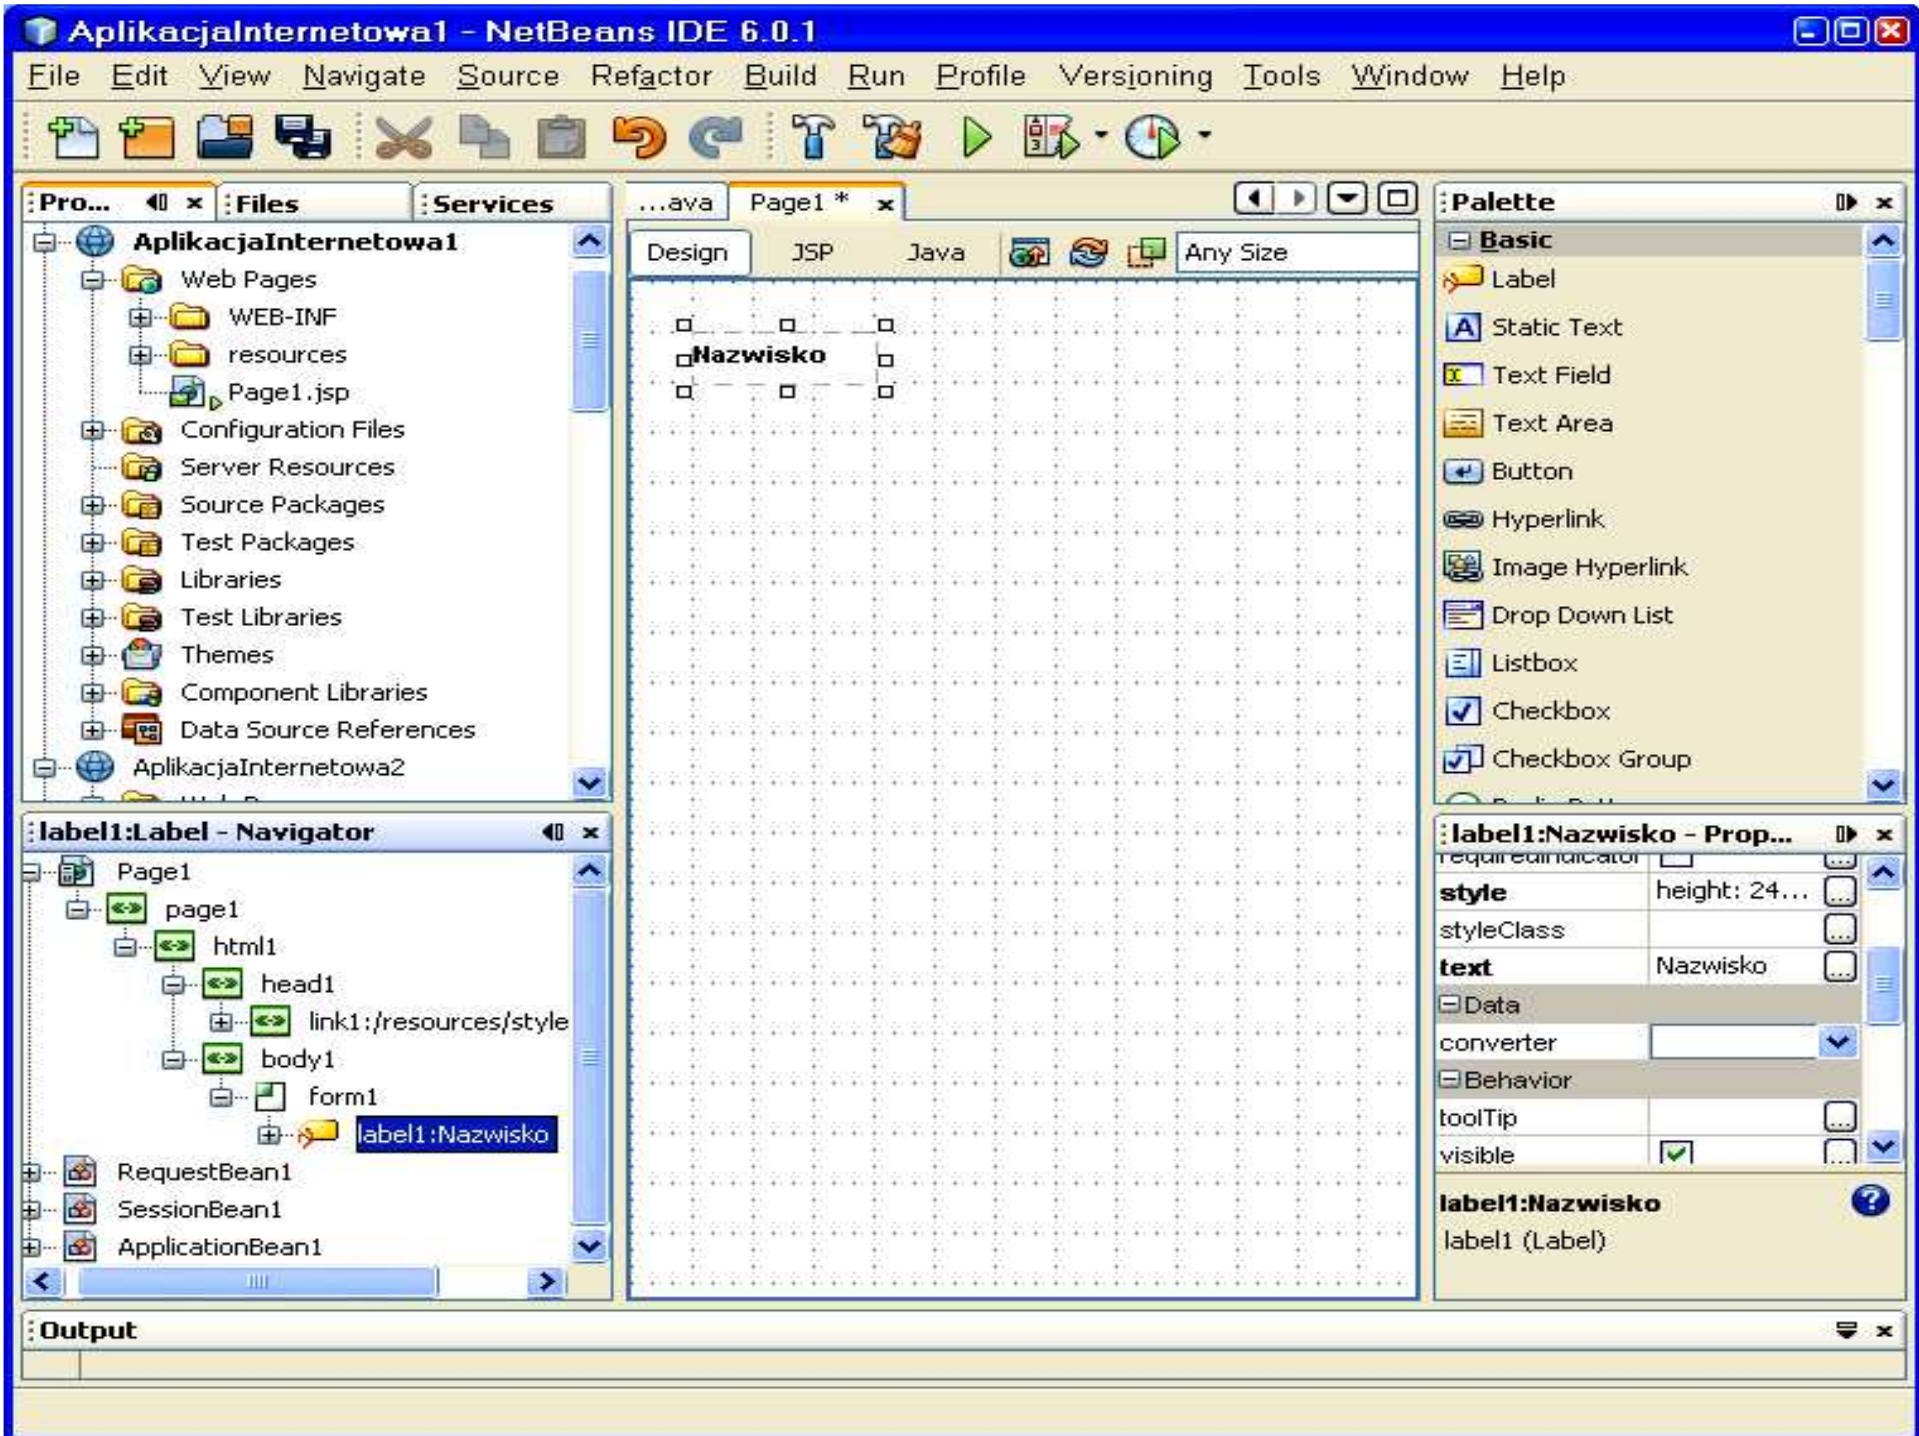 AplikacjaInternetowa1 - NetBeans IDE 6.0.1
File Edit View Navigate Source Refactor Build Run Profile Versioning Tools Window Help
Pro... Files Services
AplikacjaInternetowa1
Web Pages
WEB-INF
resources
Page1.jsp
Configuration Files
Server Resources
Source Packages
Test Packages
Libraries
Test Libraries
Themes
Component Libraries
Data Source References
AplikacjaInternetowa2
label1:Label - Navigator
Page1
page1
html1
head1
link1:/resources/style
body1
form1
label1:Nazwisko
RequestBean1
SessionBean1
ApplicationBean1
...ava Page1 *
Design JSP Java Any Size
Nazwisko
Palette
Basic
Label
Static Text
Text Field
Text Area
Button
Hyperlink
Image Hyperlink
Drop Down List
Listbox
Checkbox
Checkbox Group
label1:Nazwisko - Prop...
requiredIndicator ...
style height: 24... ...
styleClass ...
text Nazwisko ...
Data
converter
Behavior
toolTip ...
visible ...
label1:Nazwisko
label1 (Label)
Output